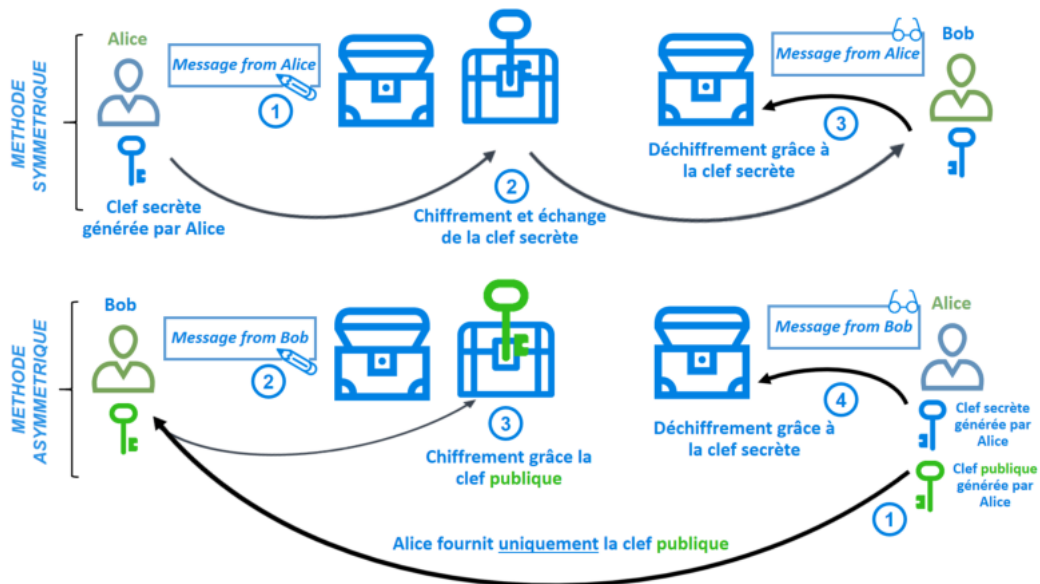 METHODE
SYMMETRIQUE
Alice
Message from Alice
1
Clef secrète
générée par Alice
2
Chiffrement et échange
de la clef secrète
Message from Alice
Bob
3
Déchiffrement grâce à
la clef secrète
METHODE
ASYMMETRIQUE
Bob
Message from Bob
2
3
Chiffrement grâce la
clef publique
Message from Bob
Alice
4
Déchiffrement grâce à
la clef secrète
Clef secrète
générée par
Alice
Clef publique
générée par
Alice
1
Alice fournit uniquement la clef publique